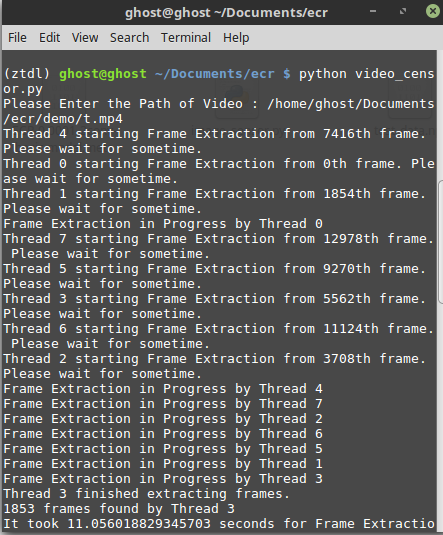 ghost@ghost ~/Documents/ecr
File Edit View Search Terminal Help
(ztdl) ghost@ghost ~/Documents/ecr $ python video_cens
or.py
Please Enter the Path of Video : /home/ghost/Documents
/ecr/demo/t.mp4
Thread 4 starting Frame Extraction from 7416th frame.
Please wait for sometime.
Thread 0 starting Frame Extraction from 0th frame. Ple
ase wait for sometime.
Thread 1 starting Frame Extraction from 1854th frame.
Please wait for sometime.
Frame Extraction in Progress by Thread 0
Thread 7 starting Frame Extraction from 12978th frame.
 Please wait for sometime.
Thread 5 starting Frame Extraction from 9270th frame.
Please wait for sometime.
Thread 3 starting Frame Extraction from 5562th frame.
Please wait for sometime.
Thread 6 starting Frame Extraction from 11124th frame.
 Please wait for sometime.
Thread 2 starting Frame Extraction from 3708th frame.
Please wait for sometime.
Frame Extraction in Progress by Thread 4
Frame Extraction in Progress by Thread 7
Frame Extraction in Progress by Thread 2
Frame Extraction in Progress by Thread 6
Frame Extraction in Progress by Thread 5
Frame Extraction in Progress by Thread 1
Frame Extraction in Progress by Thread 3
Thread 3 finished extracting frames.
1853 frames found by Thread 3
It took 11.056018829345703 seconds for Frame Extractio